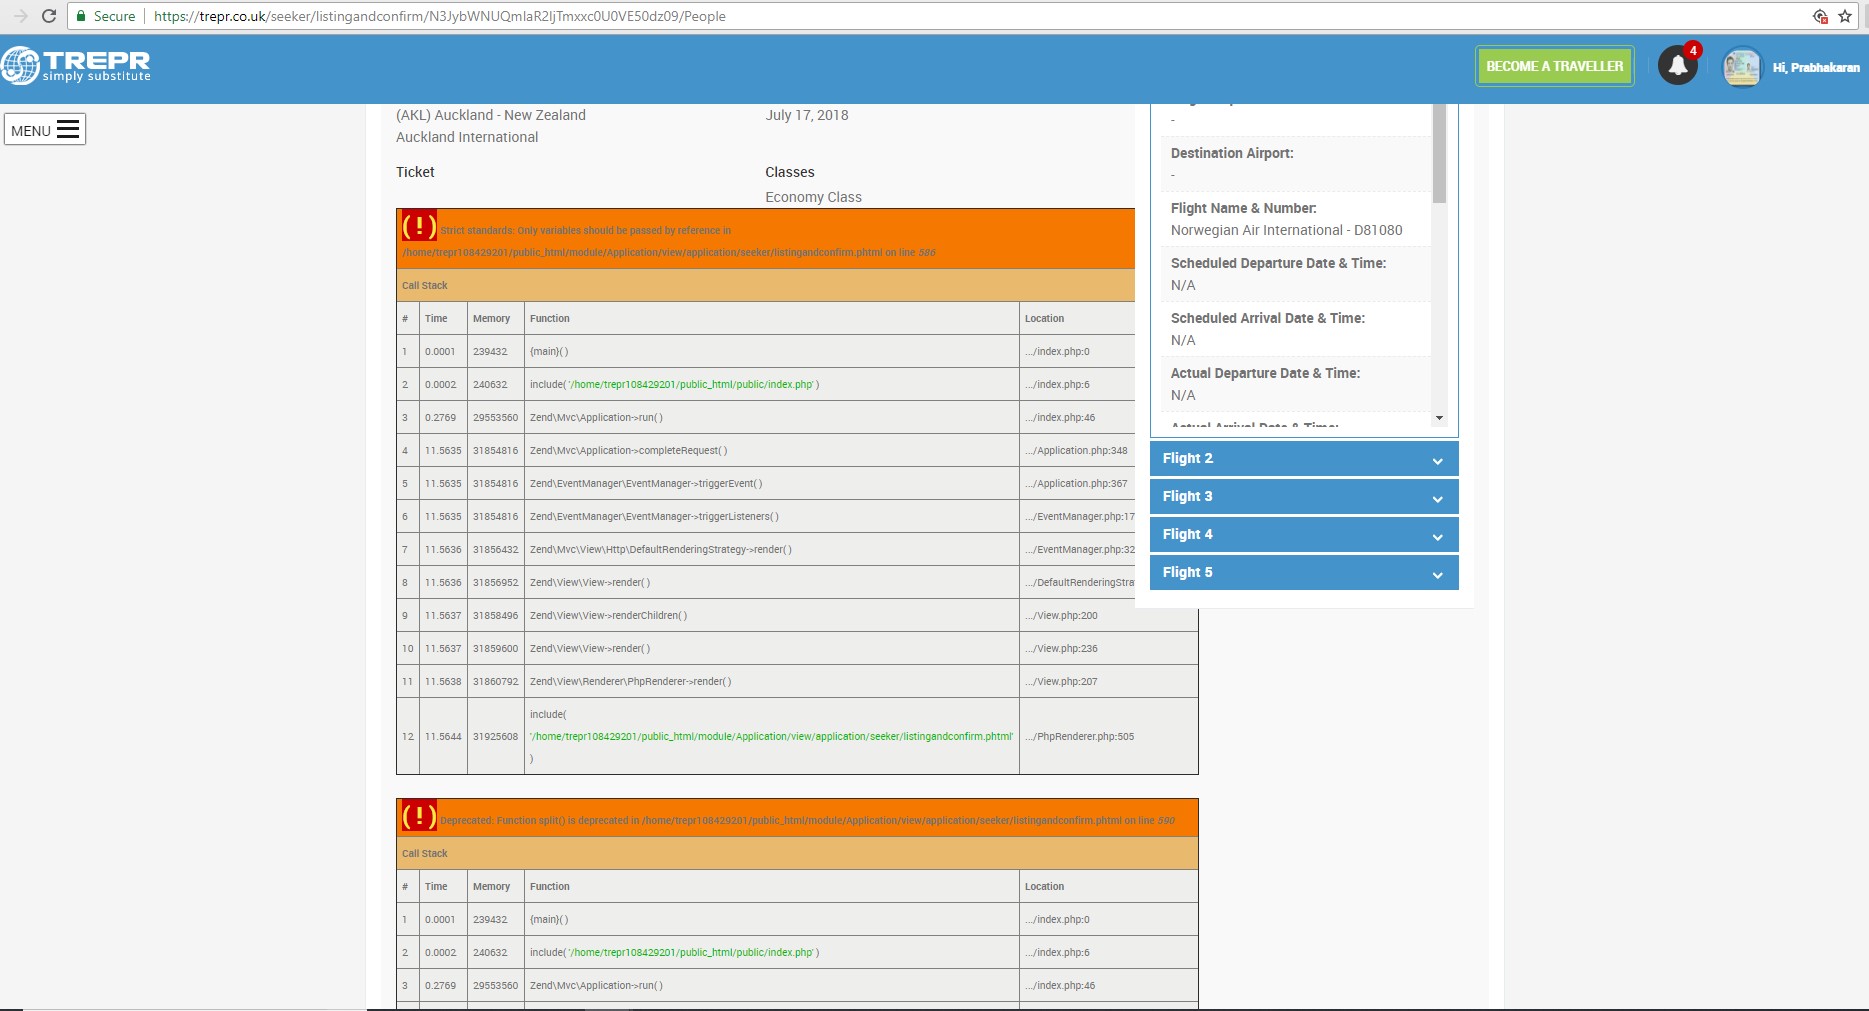 Secure
https://trepr.co.uk/seeker/listingandconfirm/N3JybWNUQmlaR2ljTmxxc0U0VE50dz09/People
TREPR
simply substitute
BECOME A TRAVELLER
4
Hi, Prabhakaran
MENU
(AKL) Auckland - New Zealand
Auckland International
July 17, 2018
Ticket
Classes
Economy Class
( ! ) Strict standards: Only variables should be passed by reference in
/home/trepr108429201/public_html/module/Application/view/application/seeker/listingandconfirm.phtml on line 586
Call Stack
# Time Memory Function Location
1 0.0001 239432 {main}( ) .../index.php:0
2 0.0002 240632 include( '/home/trepr108429201/public_html/public/index.php' ) .../index.php:6
3 0.2769 29553560 Zend\Mvc\Application->run( ) .../index.php:46
4 11.5635 31854816 Zend\Mvc\Application->completeRequest( ) .../Application.php:348
5 11.5635 31854816 Zend\EventManager\EventManager->triggerEvent( ) .../Application.php:367
6 11.5635 31854816 Zend\EventManager\EventManager->triggerListeners( ) .../EventManager.php:17
7 11.5636 31856432 Zend\Mvc\View\Http\DefaultRenderingStrategy->render( ) .../EventManager.php:32
8 11.5636 31856952 Zend\View\View->render( ) .../DefaultRenderingStra
9 11.5637 31858496 Zend\View\View->renderChildren( ) .../View.php:200
10 11.5637 31859600 Zend\View\View->render( ) .../View.php:236
11 11.5638 31860792 Zend\View\Renderer\PhpRenderer->render( ) .../View.php:207
12 11.5644 31925608 include(
'/home/trepr108429201/public_html/module/Application/view/application/seeker/listingandconfirm.phtml'
) .../PhpRenderer.php:505
( ! ) Deprecated: Function split() is deprecated in /home/trepr108429201/public_html/module/Application/view/application/seeker/listingandconfirm.phtml on line 590
Call Stack
# Time Memory Function Location
1 0.0001 239432 {main}( ) .../index.php:0
2 0.0002 240632 include( '/home/trepr108429201/public_html/public/index.php' ) .../index.php:6
3 0.2769 29553560 Zend\Mvc\Application->run( ) .../index.php:46
-
Destination Airport:
-
Flight Name & Number:
Norwegian Air International - D81080
Scheduled Departure Date & Time:
N/A
Scheduled Arrival Date & Time:
N/A
Actual Departure Date & Time:
N/A
Actual Arrival Date & Time:
Flight 2
Flight 3
Flight 4
Flight 5